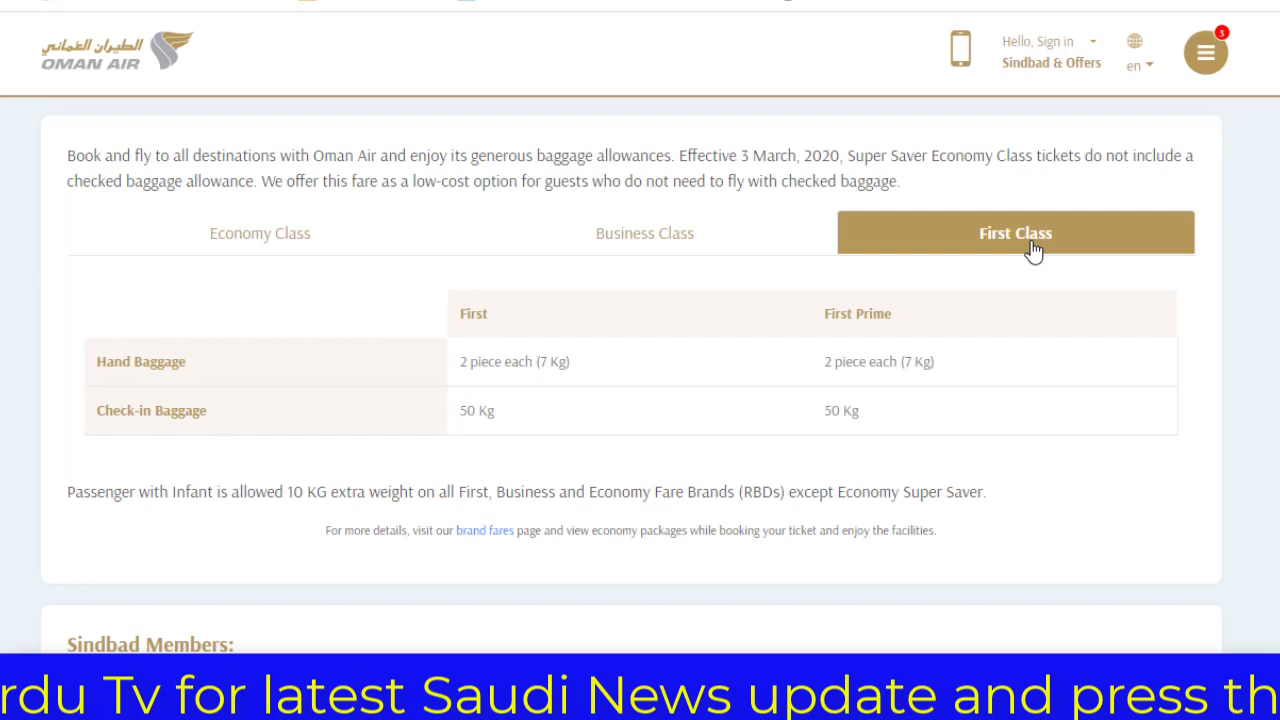 الطيران العُماني
OMAN AIR
Hello, Sign in
Sindbad & Offers
en
3
Book and fly to all destinations with Oman Air and enjoy its generous baggage allowances. Effective 3 March, 2020, Super Saver Economy Class tickets do not include a
checked baggage allowance. We offer this fare as a low-cost option for guests who do not need to fly with checked baggage.
Economy Class
Business Class
First Class
First
First Prime
Hand Baggage
2 piece each (7 Kg)
2 piece each (7 Kg)
Check-in Baggage
50 Kg
50 Kg
Passenger with Infant is allowed 10 KG extra weight on all First, Business and Economy Fare Brands (RBDs) except Economy Super Saver.
For more details, visit our brand fares page and view economy packages while booking your ticket and enjoy the facilities.
Sindbad Members:
rdu Tv for latest Saudi News update and press th